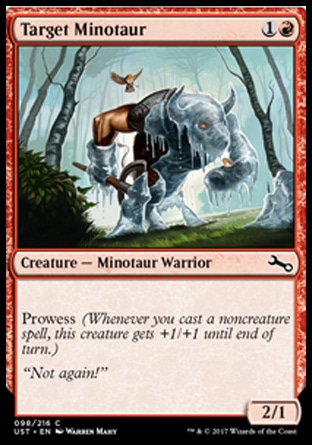 Target Minotaur 1
Creature — Minotaur Warrior
Prowess (Whenever you cast a noncreature
spell, this creature gets +1/+1 until end of
turn.)
“Not again!”
2/1
098/216 C
UST • EN Warren Mahy
™ & © 2017 Wizards of the Coast